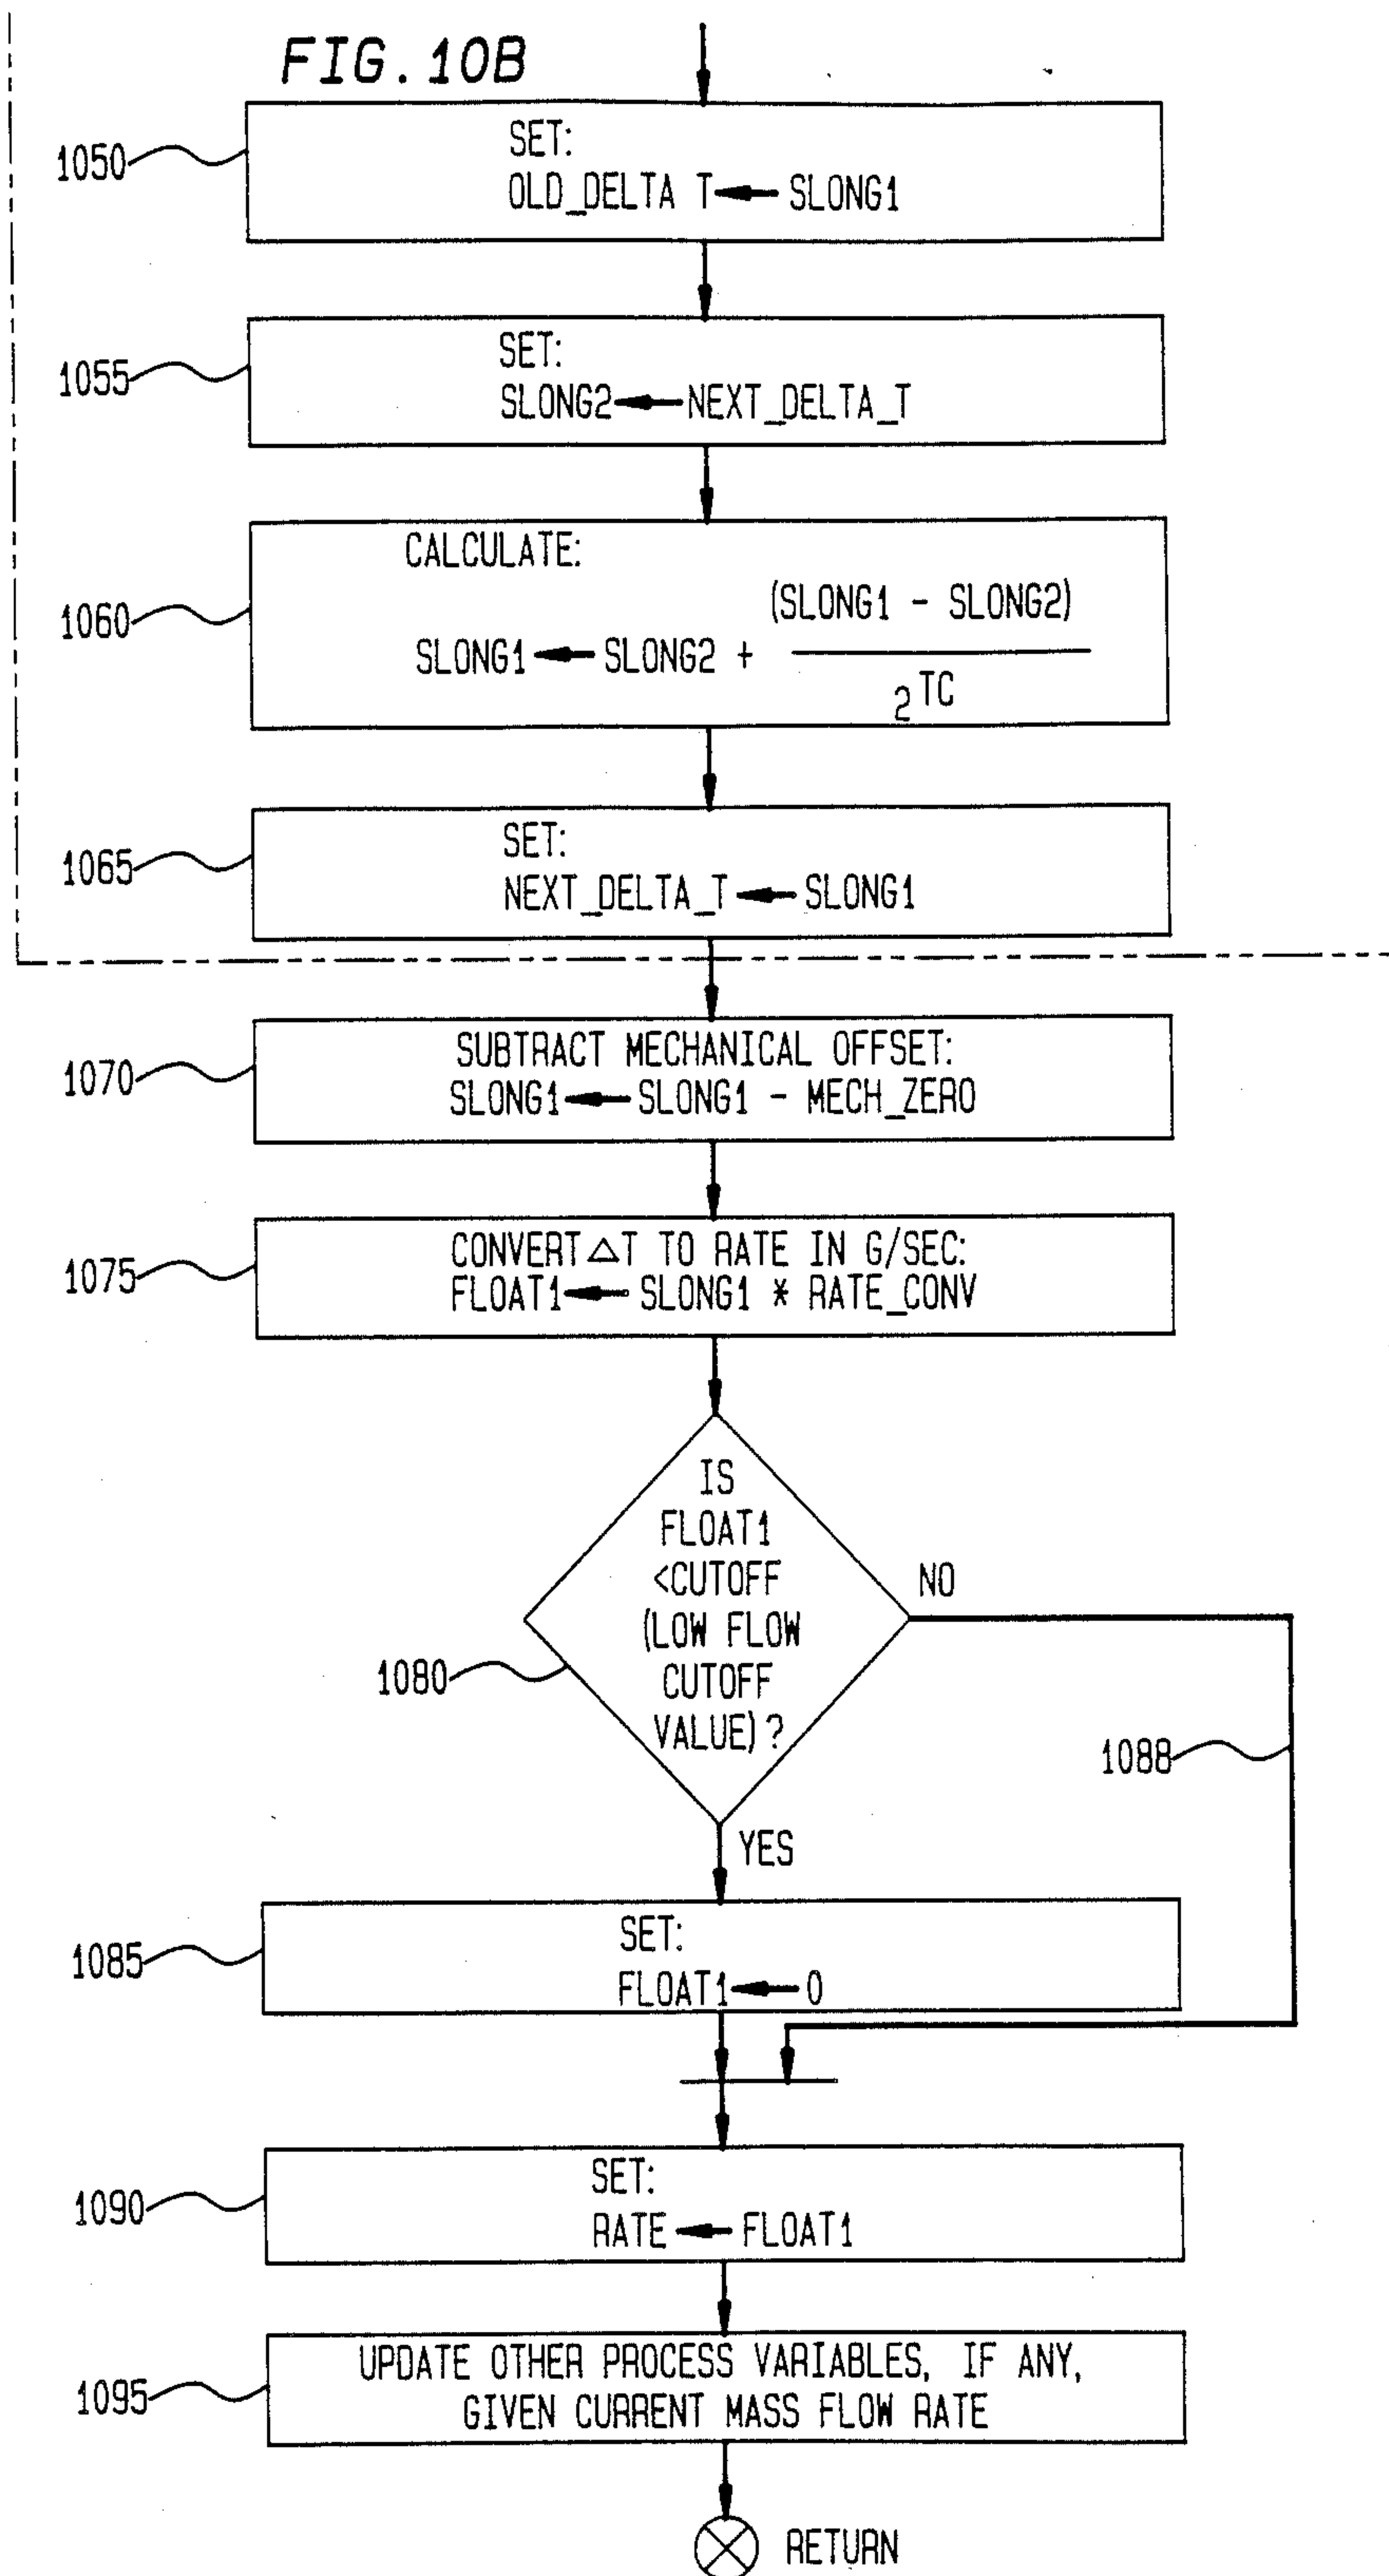 FIG. 10B
1050
SET:
OLD_DELTA T ← SLONG1
1055
SET:
SLONG2 ← NEXT_DELTA_T
1060
CALCULATE:
(SLONG1 - SLONG2)
SLONG1 ← SLONG2 +
2 TC
1065
SET:
NEXT_DELTA_T ← SLONG1
1070
SUBTRACT MECHANICAL OFFSET:
SLONG1 ← SLONG1 - MECH_ZERO
1075
CONVERT △T TO RATE IN G/SEC:
FLOAT1 ← SLONG1 * RATE_CONV
IS
FLOAT1
<CUTOFF
(LOW FLOW
CUTOFF
VALUE)?
NO
1080
1088
YES
1085
SET:
FLOAT1 ← 0
1090
SET:
RATE ← FLOAT1
1095
UPDATE OTHER PROCESS VARIABLES, IF ANY,
GIVEN CURRENT MASS FLOW RATE
RETURN